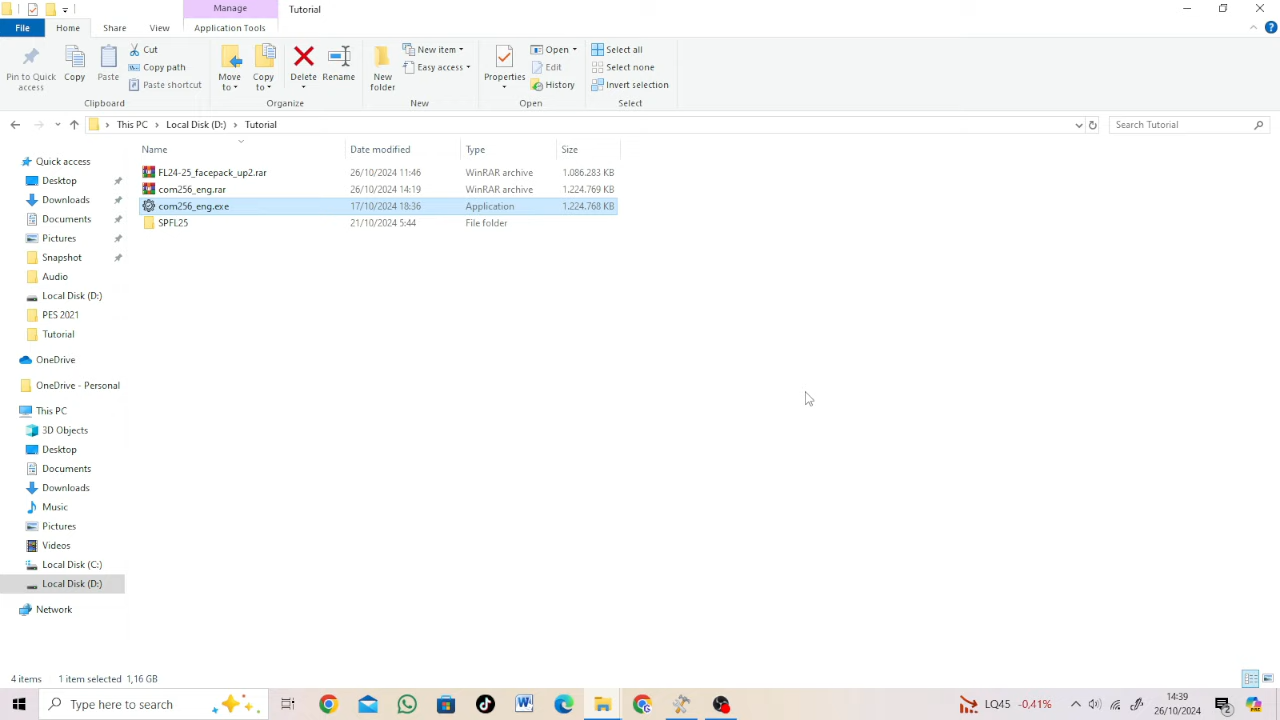 Manage
Tutorial
File
Home
Share
View
Application Tools
Pin to Quick access
Copy
Paste
Cut
Copy path
Paste shortcut
Clipboard
Move to
Copy to
Delete
Rename
Organize
New folder
New item
Easy access
New
Properties
Open
Edit
History
Open
Select all
Select none
Invert selection
Select
This PC > Local Disk (D:) > Tutorial
Search Tutorial
Name
Date modified
Type
Size
FL24-25_facepack_up2.rar 26/10/2024 11:46 WinRAR archive 1.086.283 KB
com256_eng.rar 26/10/2024 14:19 WinRAR archive 1.224.769 KB
com256_eng.exe 17/10/2024 18:36 Application 1.224.768 KB
SPFL25 21/10/2024 5:44 File folder
Quick access
Desktop
Downloads
Documents
Pictures
Snapshot
Audio
Local Disk (D:)
PES 2021
Tutorial
OneDrive
OneDrive - Personal
This PC
3D Objects
Desktop
Documents
Downloads
Music
Pictures
Videos
Local Disk (C:)
Local Disk (D:)
Network
4 items 1 item selected 1,16 GB
Type here to search
LQ45 -0,41%
14:39
26/10/2024
2